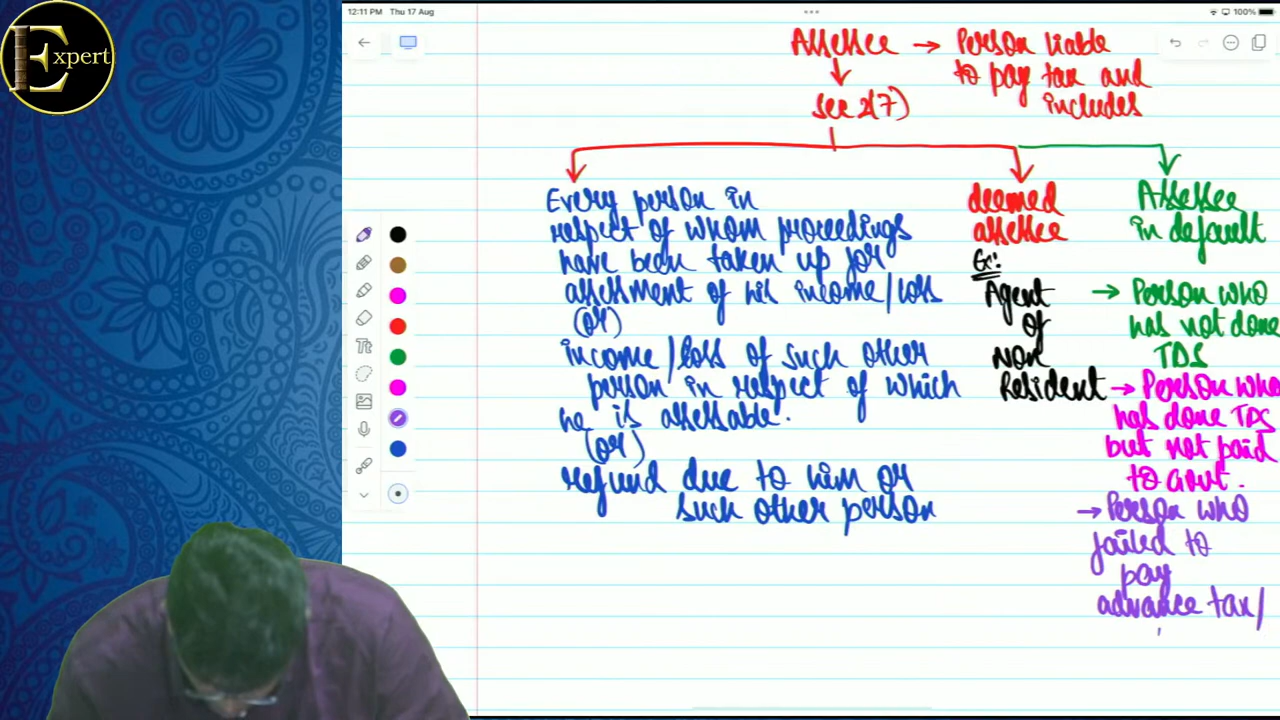 Expert
12:11 PM Thu 17 Aug
100%
Assessee → Person liable
to pay tax and
includes
sec 2(7)
Every person in
respect of whom proceedings
have been taken up for
assessment of his income/loss
(or)
income/loss of such other
person in respect of which
he is assessable.
(or)
refund due to him or
such other person
deemed
assessee
Ex:
Agent
of
Non
Resident
Assessee
in default
→ Person who
has not done
TDS
→ Person who
has done TDS
but not paid
to Govt.
→ Person who
failed to
pay
advance tax/